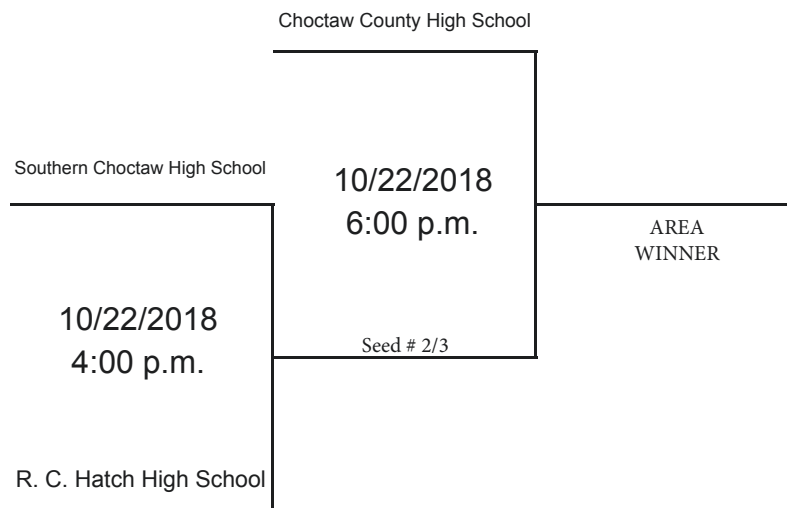 Choctaw County High School
Southern Choctaw High School
10/22/2018
6:00 p.m.
AREA
WINNER
10/22/2018
4:00 p.m.
Seed # 2/3
R. C. Hatch High School